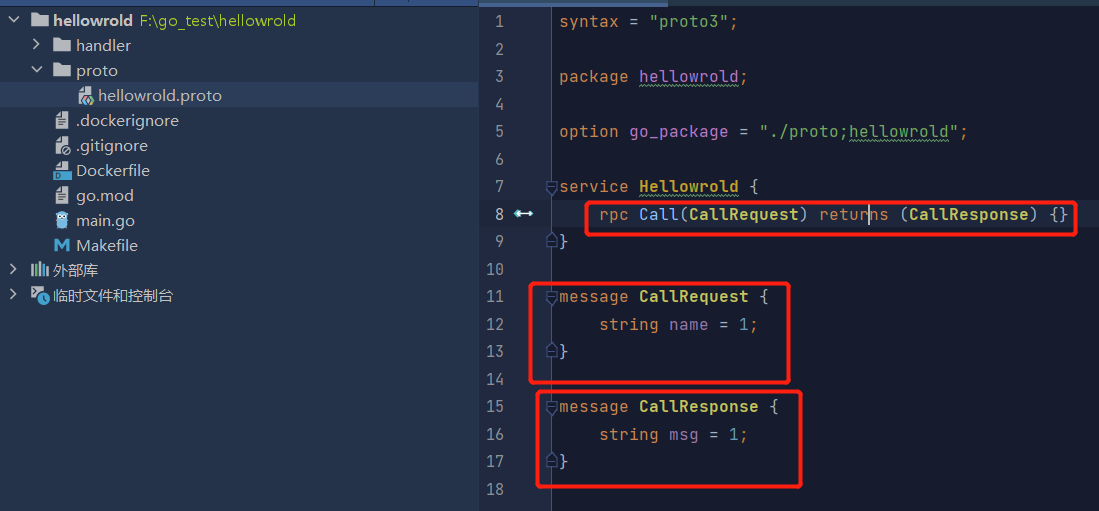 hellowrold F:\go_test\hellowrold
handler
proto
hellowrold.proto
.dockerignore
.gitignore
Dockerfile
go.mod
main.go
Makefile
外部库
临时文件和控制台
1 syntax = "proto3";
2
3 package hellowrold;
4
5 option go_package = "./proto;hellowrold";
6
7 service Hellowrold {
8 rpc Call(CallRequest) returns (CallResponse) {}
9 }
10
11 message CallRequest {
12 string name = 1;
13 }
14
15 message CallResponse {
16 string msg = 1;
17 }
18